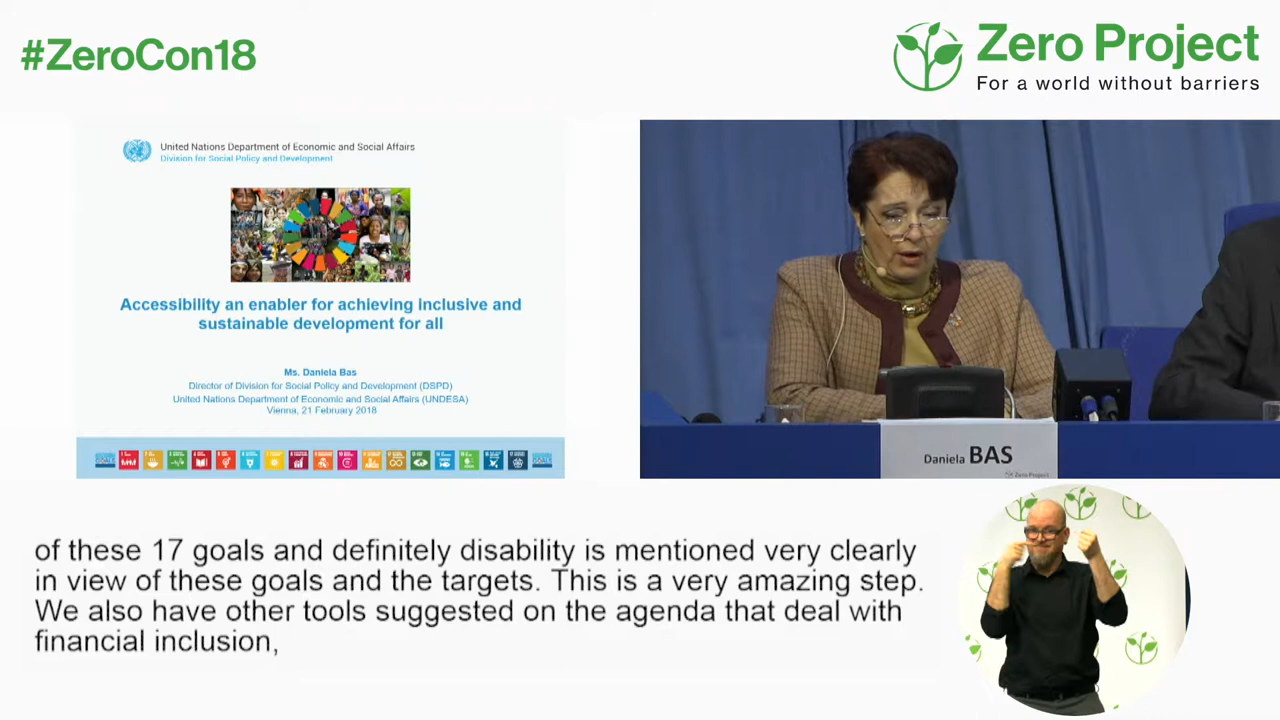 #ZeroCon18
Zero Project
For a world without barriers
United Nations Department of Economic and Social Affairs
Division for Social Policy and Development
Accessibility an enabler for achieving inclusive and
sustainable development for all
Ms. Daniela Bas
Director of Division for Social Policy and Development (DSPD)
United Nations Department of Economic and Social Affairs (UNDESA)
Vienna, 21 February 2018
Daniela BAS
Zero Project
of these 17 goals and definitely disability is mentioned very clearly
in view of these goals and the targets. This is a very amazing step.
We also have other tools suggested on the agenda that deal with
financial inclusion,